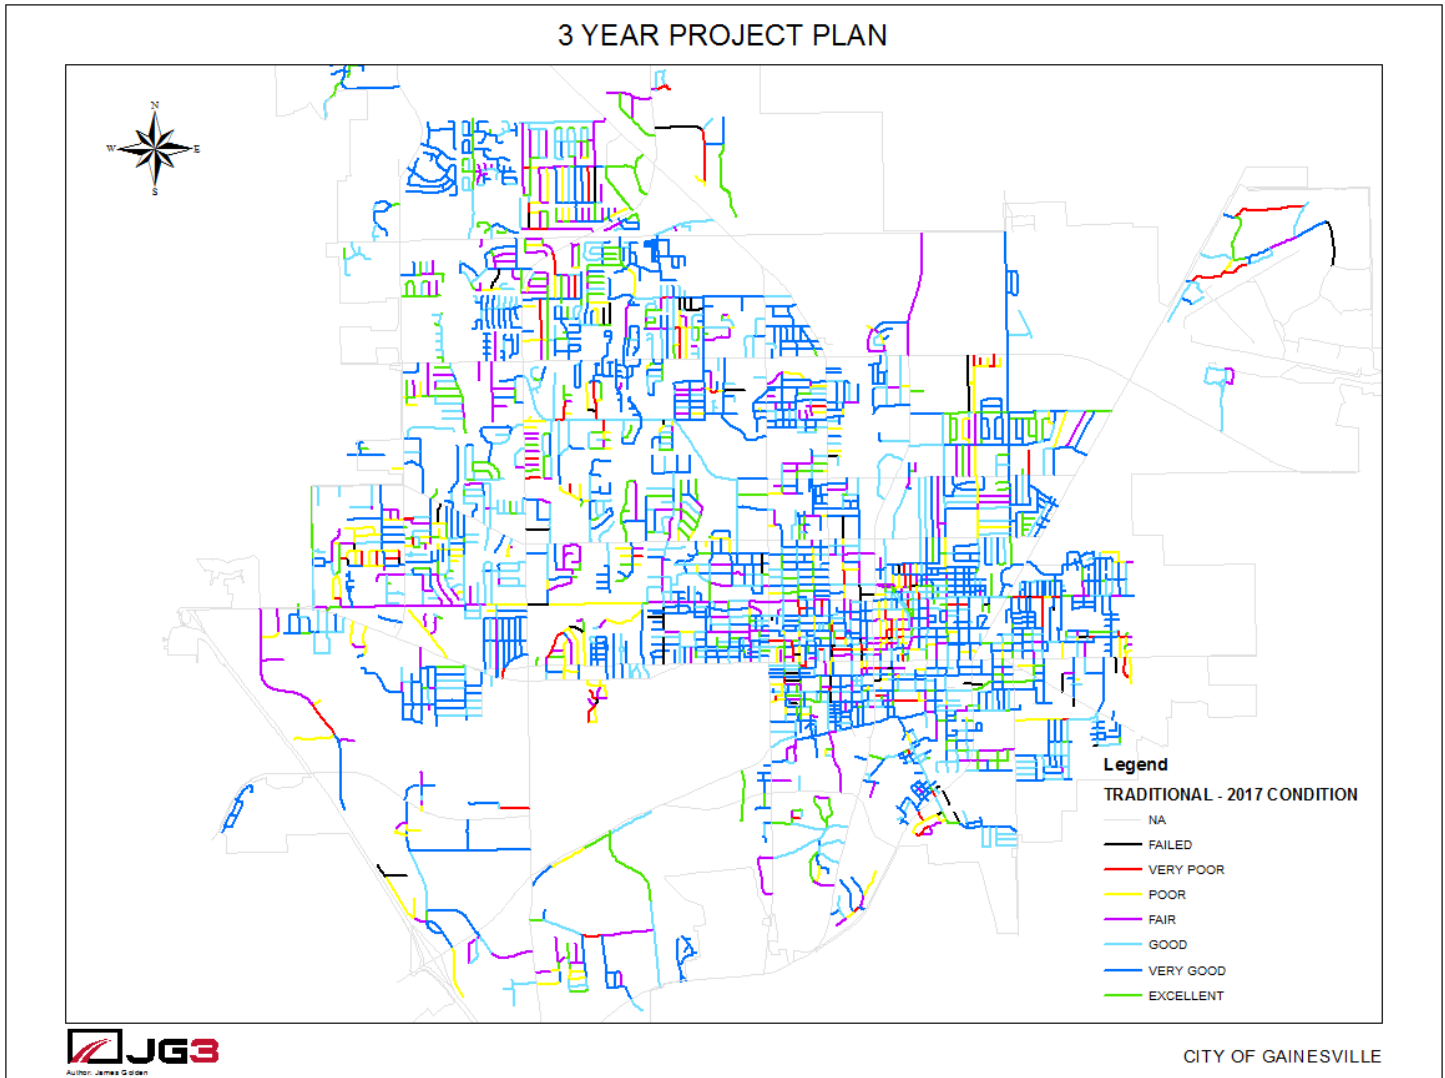 3 YEAR PROJECT PLAN
N
W E
S
Legend
TRADITIONAL - 2017 CONDITION
NA
FAILED
VERY POOR
POOR
FAIR
GOOD
VERY GOOD
EXCELLENT
JG3
Author: James Golden
CITY OF GAINESVILLE